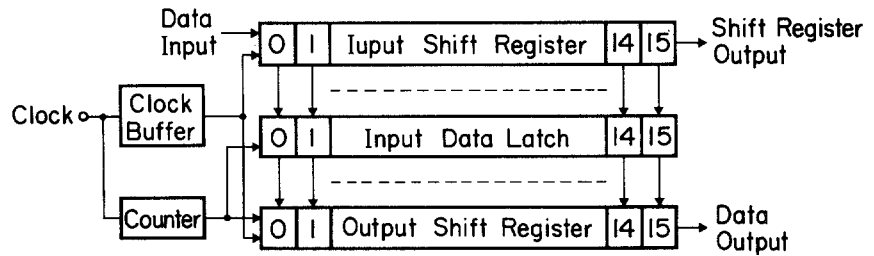 Data
Input
0 1 Iuput Shift Register 14 15
Shift Register
Output
Clock
Clock
Buffer
0 1 Input Data Latch 14 15
Counter
0 1 Output Shift Register 14 15
Data
Output